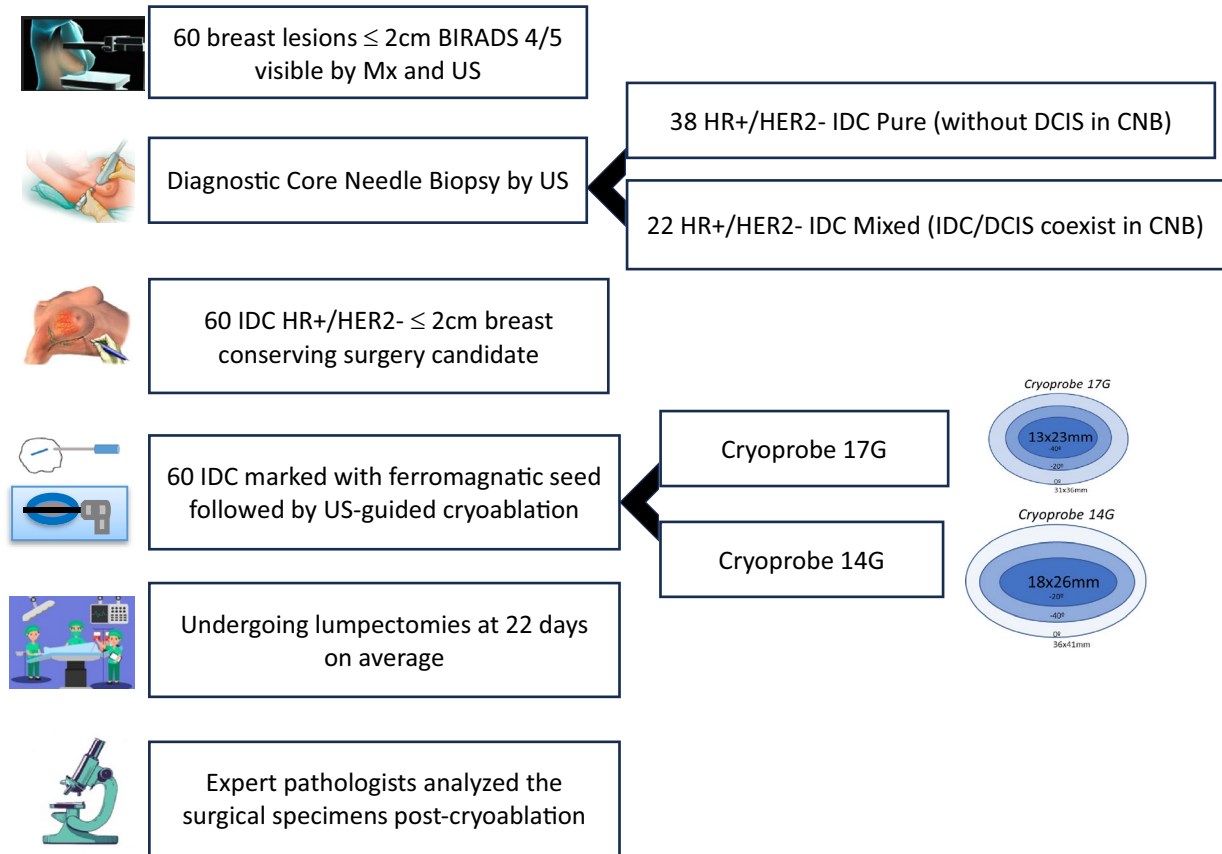 60 breast lesions ≤ 2cm BIRADS 4/5
visible by Mx and US
38 HR+/HER2- IDC Pure (without DCIS in CNB)
Diagnostic Core Needle Biopsy by US
22 HR+/HER2- IDC Mixed (IDC/DCIS coexist in CNB)
60 IDC HR+/HER2- ≤ 2cm breast
conserving surgery candidate
60 IDC marked with ferromagnetic seed
followed by US-guided cryoablation
Cryoprobe 17G
Cryoprobe 17G
13x23mm
-40º
-20º
0º
31x36mm
Cryoprobe 14G
Cryoprobe 14G
18x26mm
-20º
-40º
0º
36x41mm
Undergoing lumpectomies at 22 days
on average
Expert pathologists analyzed the
surgical specimens post-cryoablation